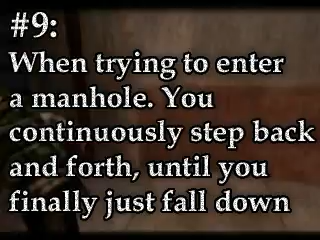 #9:
When trying to enter
a manhole. You
continuously step back
and forth, until you
finally just fall down